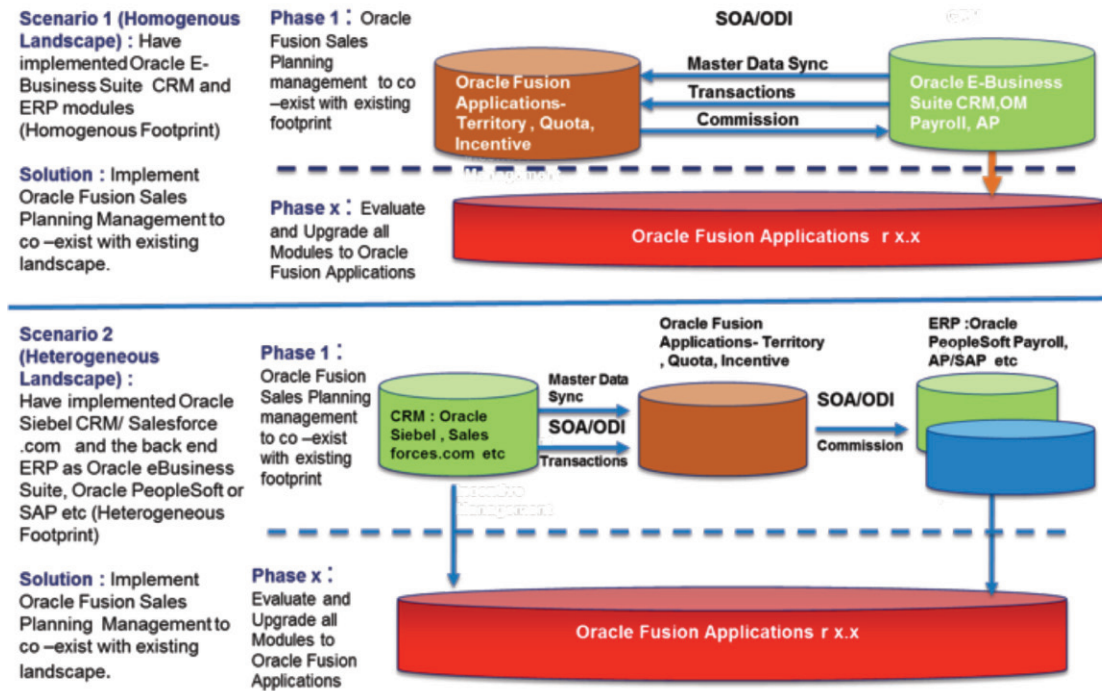 Scenario 1 (Homogenous
Landscape) : Have
implemented Oracle E-
Business Suite CRM and
ERP modules
(Homogenous Footprint)
Solution : Implement
Oracle Fusion Sales
Planning Management to
co –exist with existing
landscape.
Phase 1 : Oracle
Fusion Sales
Planning
management to co
–exist with existing
footprint
SOA/ODI
Oracle Fusion
Applications-
Territory , Quota,
Incentive
Master Data Sync
Transactions
Commission
Oracle E-Business
Suite CRM,OM
Payroll, AP
Management
Phase x : Evaluate
and Upgrade all
Modules to Oracle
Fusion Applications
Oracle Fusion Applications r x.x
Scenario 2
(Heterogeneous
Landscape) :
Have implemented Oracle
Siebel CRM/ Salesforce
.com and the back end
ERP as Oracle eBusiness
Suite, Oracle PeopleSoft or
SAP etc (Heterogeneous
Footprint)
Solution : Implement
Oracle Fusion Sales
Planning Management to
co –exist with existing
landscape.
Phase 1 :
Oracle Fusion
Sales Planning
management
to co –exist
with existing
footprint
CRM : Oracle
Siebel , Sales
forces.com etc
Master Data
Sync
SOA/ODI
Transactions
Oracle Fusion
Applications- Territory
, Quota, Incentive
SOA/ODI
Commission
ERP :Oracle
PeopleSoft Payroll,
AP/SAP etc
Incentive
Management
Phase x :
Evaluate and
Upgrade all
Modules to
Oracle Fusion
Applications
Oracle Fusion Applications r x.x